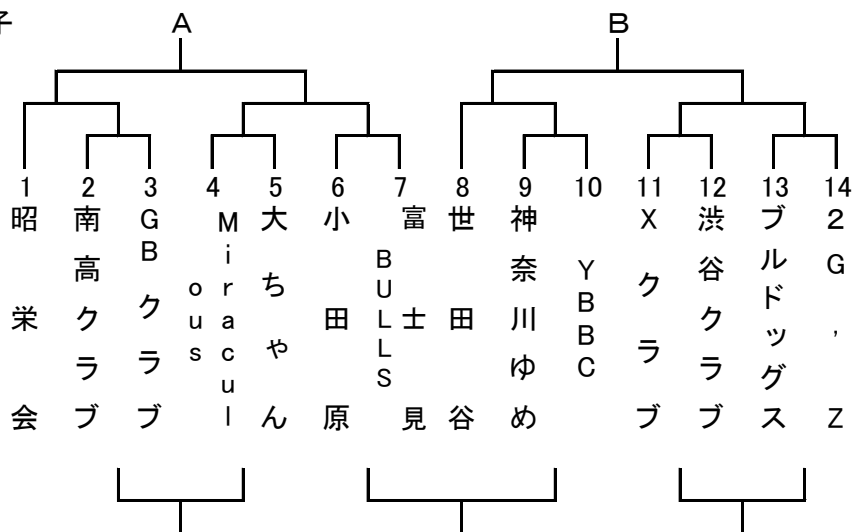 子
A
B
1
2
3
4
5
6
7
8
9
10
11
12
13
14
昭栄会
南高クラブ
GBクラブ
Miracul
ous
大ちゃん
小田原
富士見
BULLS
世田谷
神奈川ゆめ
YBBC
Xクラブ
渋谷クラブ
ブルドッグス
2G,Z